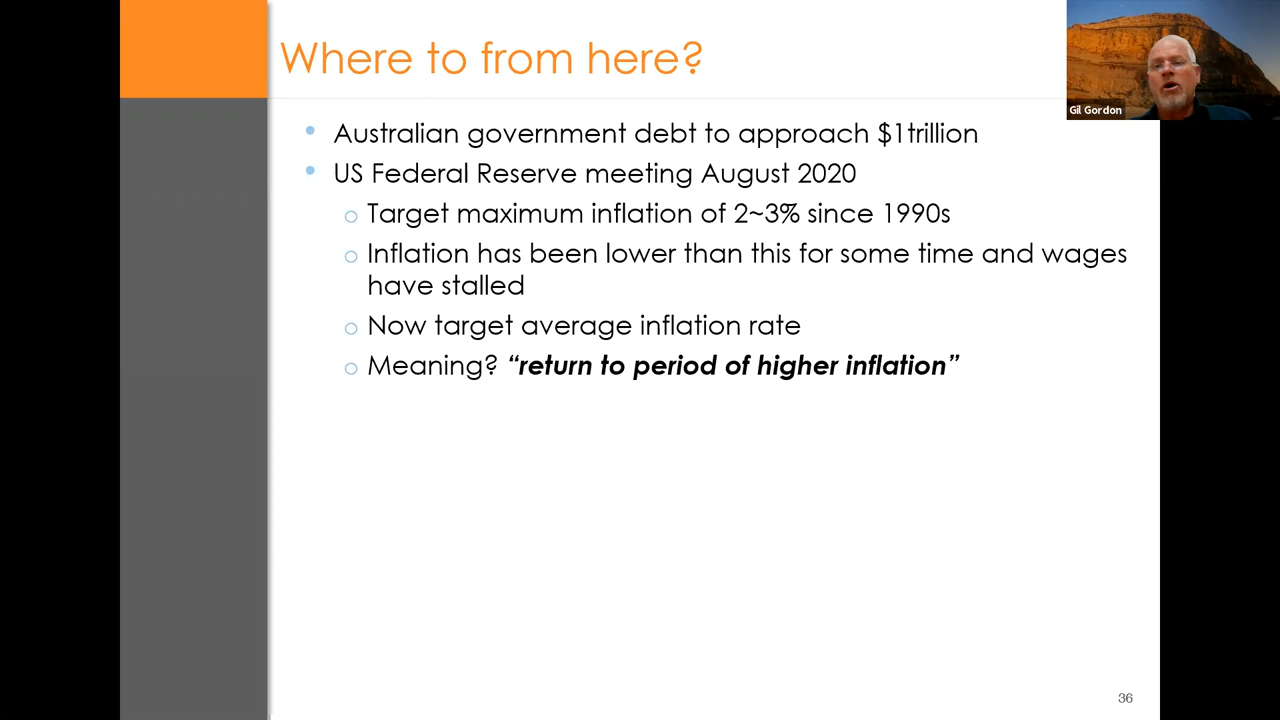 Where to from here?
Gil Gordon
• Australian government debt to approach $1trillion
• US Federal Reserve meeting August 2020
o Target maximum inflation of 2~3% since 1990s
o Inflation has been lower than this for some time and wages
have stalled
o Now target average inflation rate
o Meaning? “return to period of higher inflation”
36